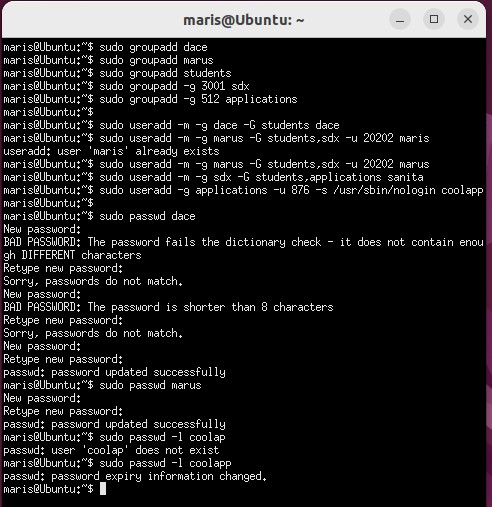 maris@Ubuntu: ~
maris@Ubuntu:~$ sudo groupadd dace
maris@Ubuntu:~$ sudo groupadd marus
maris@Ubuntu:~$ sudo groupadd students
maris@Ubuntu:~$ sudo groupadd -g 3001 sdx
maris@Ubuntu:~$ sudo groupadd -g 512 applications
maris@Ubuntu:~$
maris@Ubuntu:~$ sudo useradd -m -g dace -G students dace
maris@Ubuntu:~$ sudo useradd -m -g marus -G students,sdx -u 20202 maris
useradd: user 'maris' already exists
maris@Ubuntu:~$ sudo useradd -m -g marus -G students,sdx -u 20202 marus
maris@Ubuntu:~$ sudo useradd -m -g sdx -G students,applications sanita
maris@Ubuntu:~$ sudo useradd -g applications -u 876 -s /usr/sbin/nologin coolapp
maris@Ubuntu:~$
maris@Ubuntu:~$ sudo passwd dace
New password:
BAD PASSWORD: The password fails the dictionary check - it does not contain enou
gh DIFFERENT characters
Retype new password:
Sorry, passwords do not match.
New password:
BAD PASSWORD: The password is shorter than 8 characters
Retype new password:
Sorry, passwords do not match.
New password:
Retype new password:
passwd: password updated successfully
maris@Ubuntu:~$ sudo passwd marus
New password:
Retype new password:
passwd: password updated successfully
maris@Ubuntu:~$ sudo passwd -l coolap
passwd: user 'coolap' does not exist
maris@Ubuntu:~$ sudo passwd -l coolapp
passwd: password expiry information changed.
maris@Ubuntu:~$